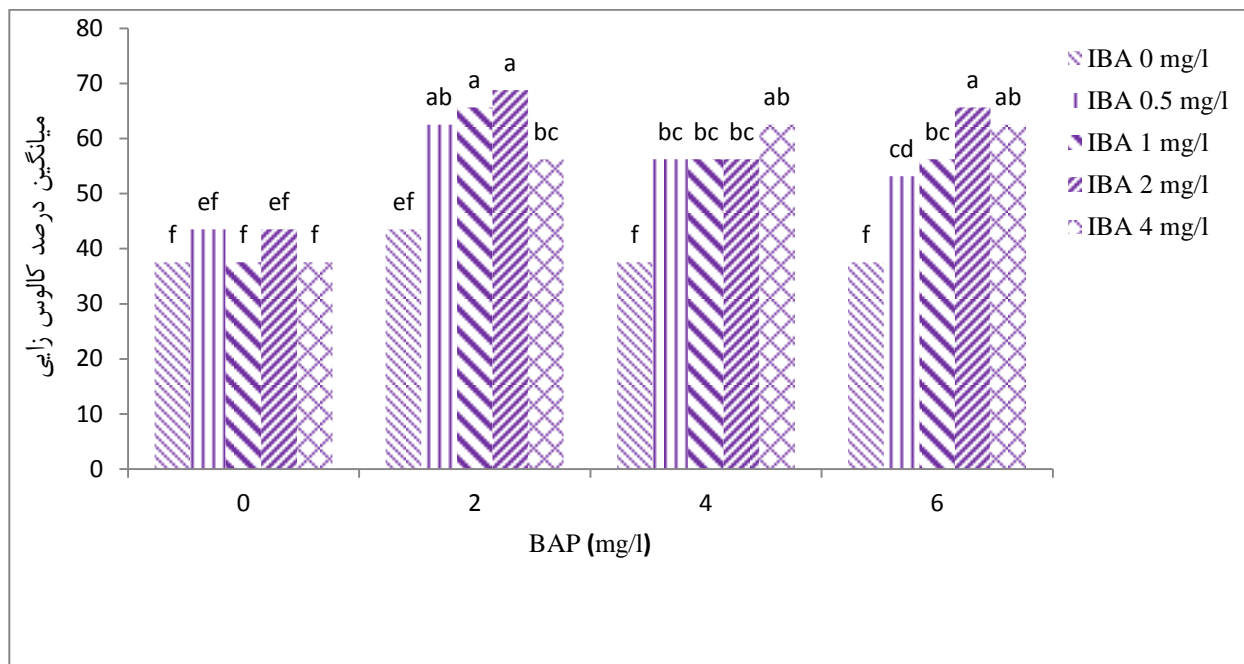 میانگین درصد کالوس زایی
80
70
60
50
40
30
20
10
0
f ef f ef f
ef ab a a bc
f bc bc bc ab
f cd bc a ab
0 2 4 6
BAP (mg/l)
IBA 0 mg/l
IBA 0.5 mg/l
IBA 1 mg/l
IBA 2 mg/l
IBA 4 mg/l